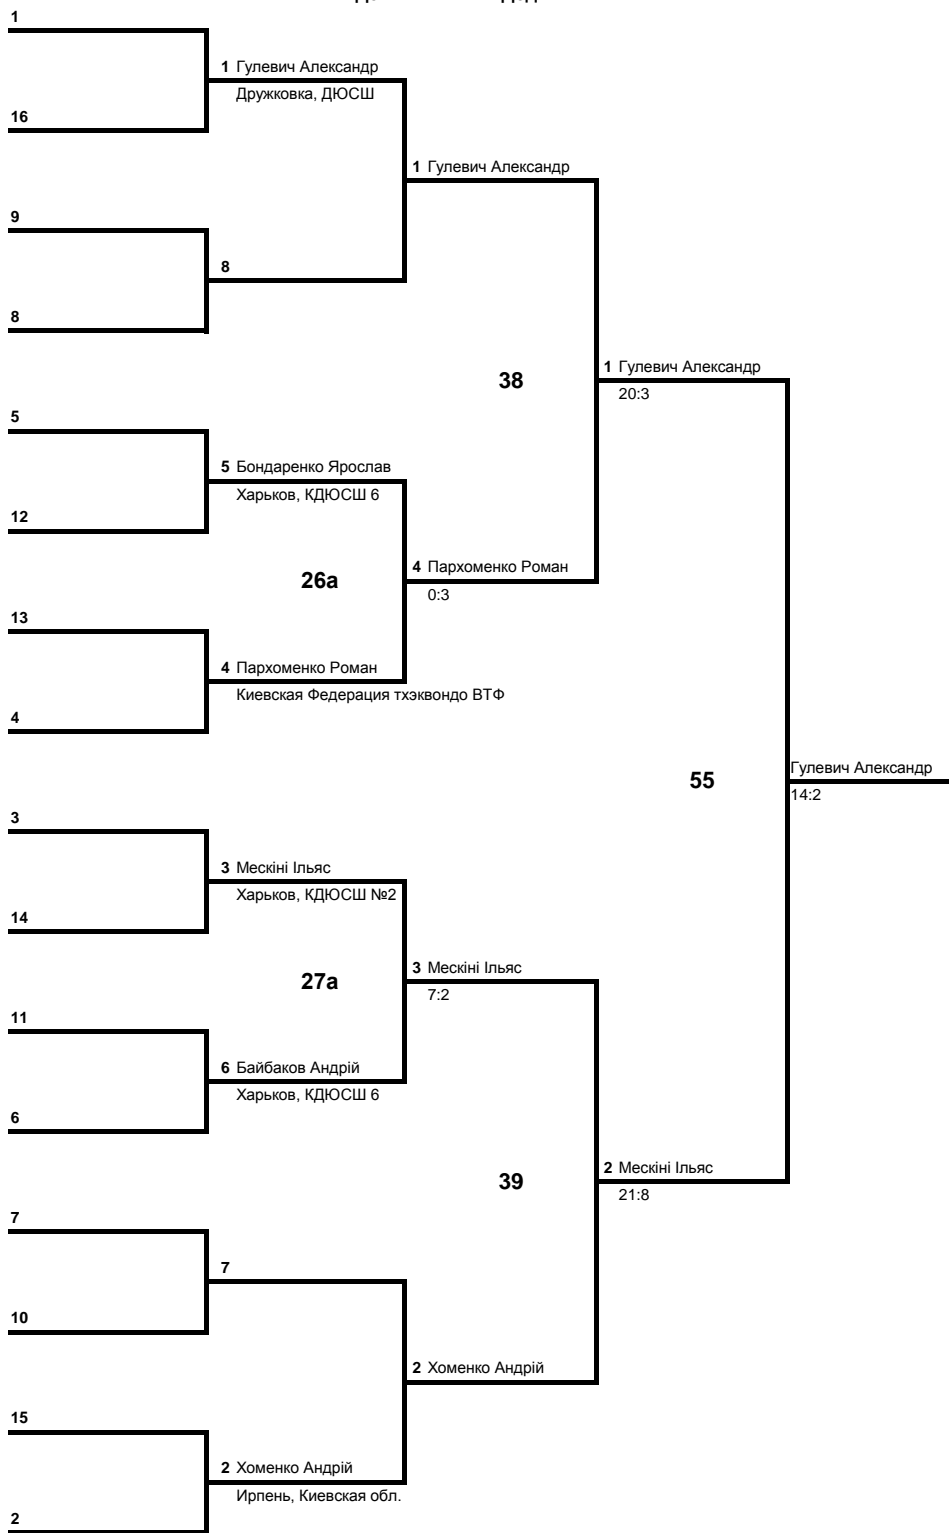 1
1 Гулевич Александр
Дружковка, ДЮСШ
16
1 Гулевич Александр
9
8
8
38
1 Гулевич Александр
20:3
5
5 Бондаренко Ярослав
Харьков, КДЮСШ 6
12
26а
4 Пархоменко Роман
0:3
13
4 Пархоменко Роман
Киевская Федерация тхэквондо ВТФ
4
55
Гулевич Александр
14:2
3
3 Мескіні Ільяс
Харьков, КДЮСШ №2
14
27а
3 Мескіні Ільяс
7:2
11
6 Байбаков Андрій
Харьков, КДЮСШ 6
6
39
2 Мескіні Ільяс
21:8
7
7
10
2 Хоменко Андрій
15
2 Хоменко Андрій
Ирпень, Киевская обл.
2